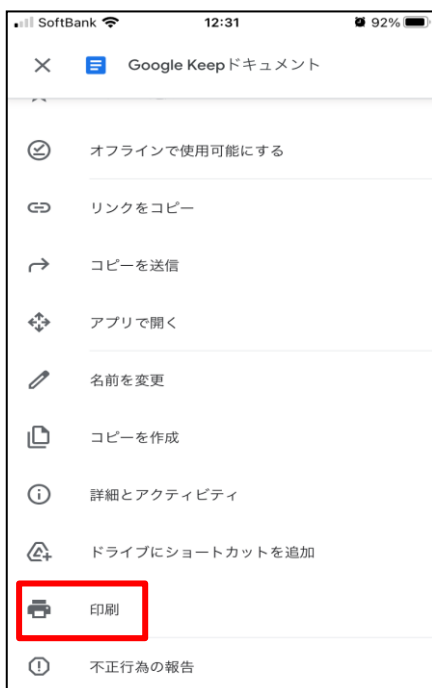 SoftBank 12:31 92%
Google Keepドキュメント
オフラインで使用可能にする
リンクをコピー
コピーを送信
アプリで開く
名前を変更
コピーを作成
詳細とアクティビティ
ドライブにショートカットを追加
印刷
不正行為の報告